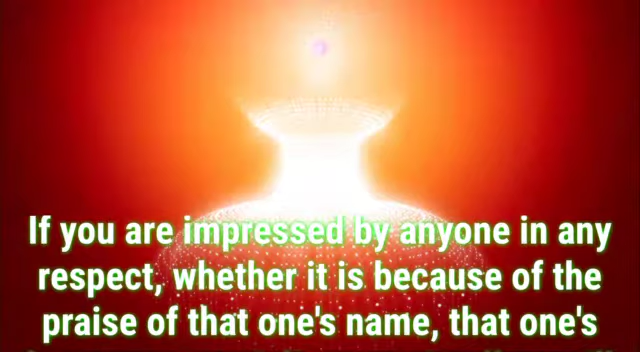 If you are impressed by anyone in any
respect, whether it is because of the
praise of that one's name, that one's